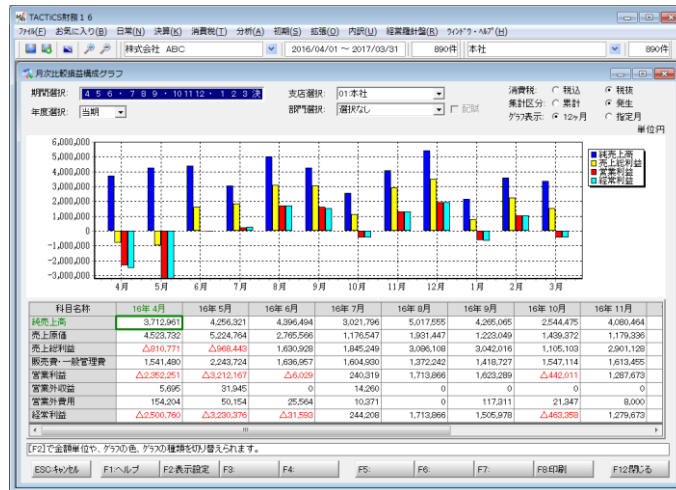 TACTiCS財務16
ファイル(F) お気に入り(B) 日常(N) 決算(K) 消費税(T) 分析(A) 初期(S) 拡張(O) 内訳(U) 経営羅針盤(R) ウィンドウ・ヘルプ(H)
株式会社 ABC 2016/04/01 ～ 2017/03/31 890件 本社 890件
月次比較損益構成グラフ
期間選択: 4 5 6 ・ 7 8 9 ・ 10 11 12 ・ 1 2 3 決 支店選択: 01:本社 消費税: 税込 税抜
年度選択: 当期 部門選択: 選択なし 配賦 集計区分: 累計 発生
グラフ表示: 12ヶ月 指定月
単位円
6,000,000
5,000,000
4,000,000
3,000,000
2,000,000
1,000,000
0
-1,000,000
-2,000,000
-3,000,000
純売上高
売上総利益
営業利益
経常利益
4月 5月 6月 7月 8月 9月 10月 11月 12月 1月 2月 3月
科目名称 16年 4月 16年 5月 16年 6月 16年 7月 16年 8月 16年 9月 16年 10月 16年 11月
純売上高 3,712,961 4,256,321 4,396,494 3,021,796 5,017,555 4,265,065 2,544,475 4,080,464
売上原価 4,523,732 5,224,764 2,765,566 1,176,547 1,931,447 1,223,049 1,439,372 1,179,336
売上総利益 △810,771 △968,443 1,630,928 1,845,249 3,086,108 3,042,016 1,105,103 2,901,128
販売費・一般管理費 1,541,480 2,243,724 1,636,957 1,604,930 1,372,242 1,418,727 1,547,114 1,613,455
営業利益 △2,352,251 △3,212,167 △6,029 240,319 1,713,866 1,623,289 △442,011 1,287,673
営業外収益 5,695 31,945 0 14,260 0 0 0 0
営業外費用 154,204 50,154 25,564 10,371 0 117,311 21,347 8,000
経常利益 △2,500,760 △3,230,376 △31,593 244,208 1,713,866 1,505,978 △463,358 1,279,673
[F2]で金額単位や、グラフの色、グラフの種類を切り替えられます。
ESC:キャンセル F1:ヘルプ F2:表示設定 F3: F4: F5: F6: F7: F8:印刷 F12:閉じる